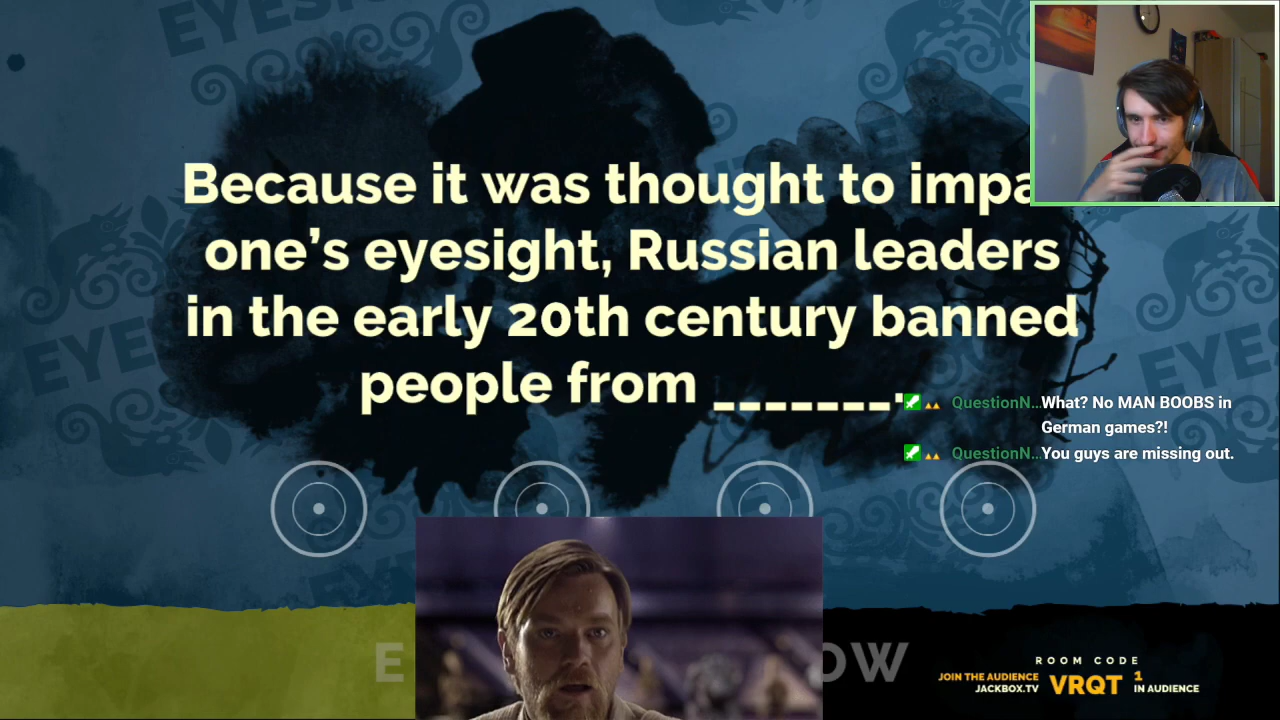 EYESI
Because it was thought to impa
one's eyesight, Russian leaders
in the early 20th century banned
people from _______.
QuestionN... What? No MAN BOOBS in
German games?!
QuestionN... You guys are missing out.
E OW
ROOM CODE
JOIN THE AUDIENCE
JACKBOX.TV
VRQT
1
IN AUDIENCE